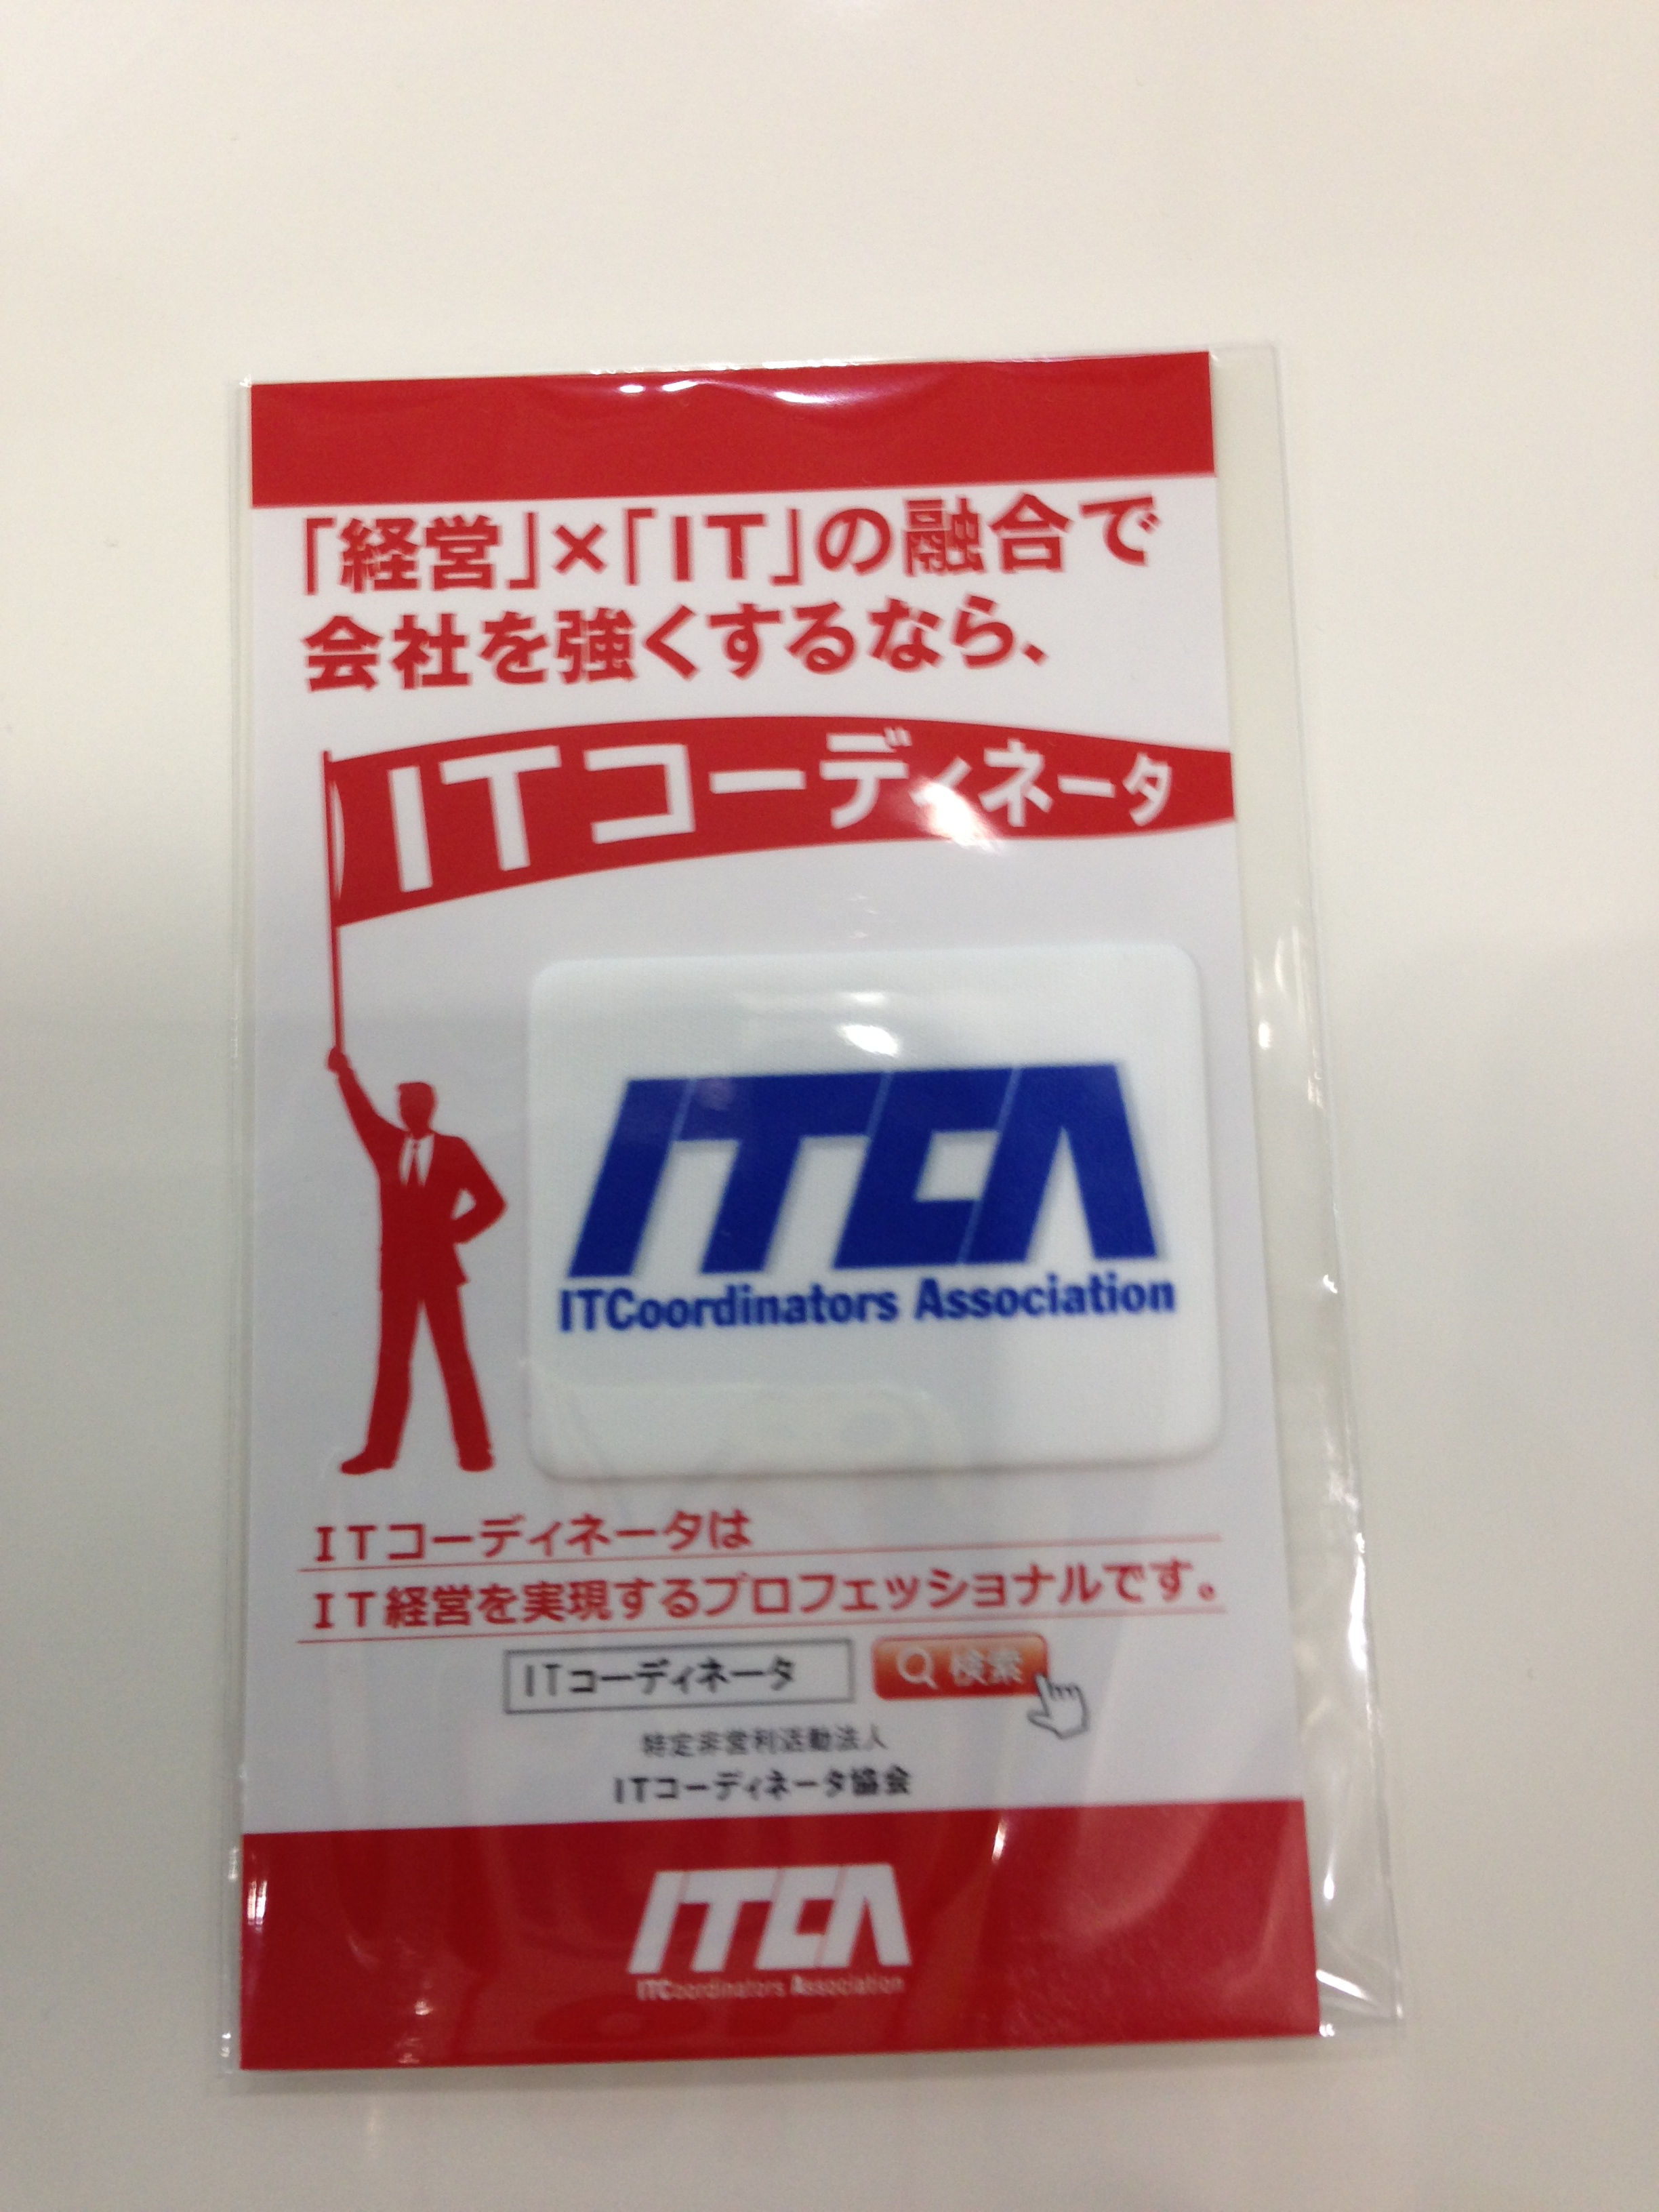 「経営」×「IT」の融合で
会社を強くするなら、
ITコーディネータ
ITCA
ITCoordinators Association
ITコーディネータは
IT経営を実現するプロフェッショナルです。
ITコーディネータ 検索
特定非営利活動法人
ITコーディネータ協会
ITCA
ITCoordinators Association